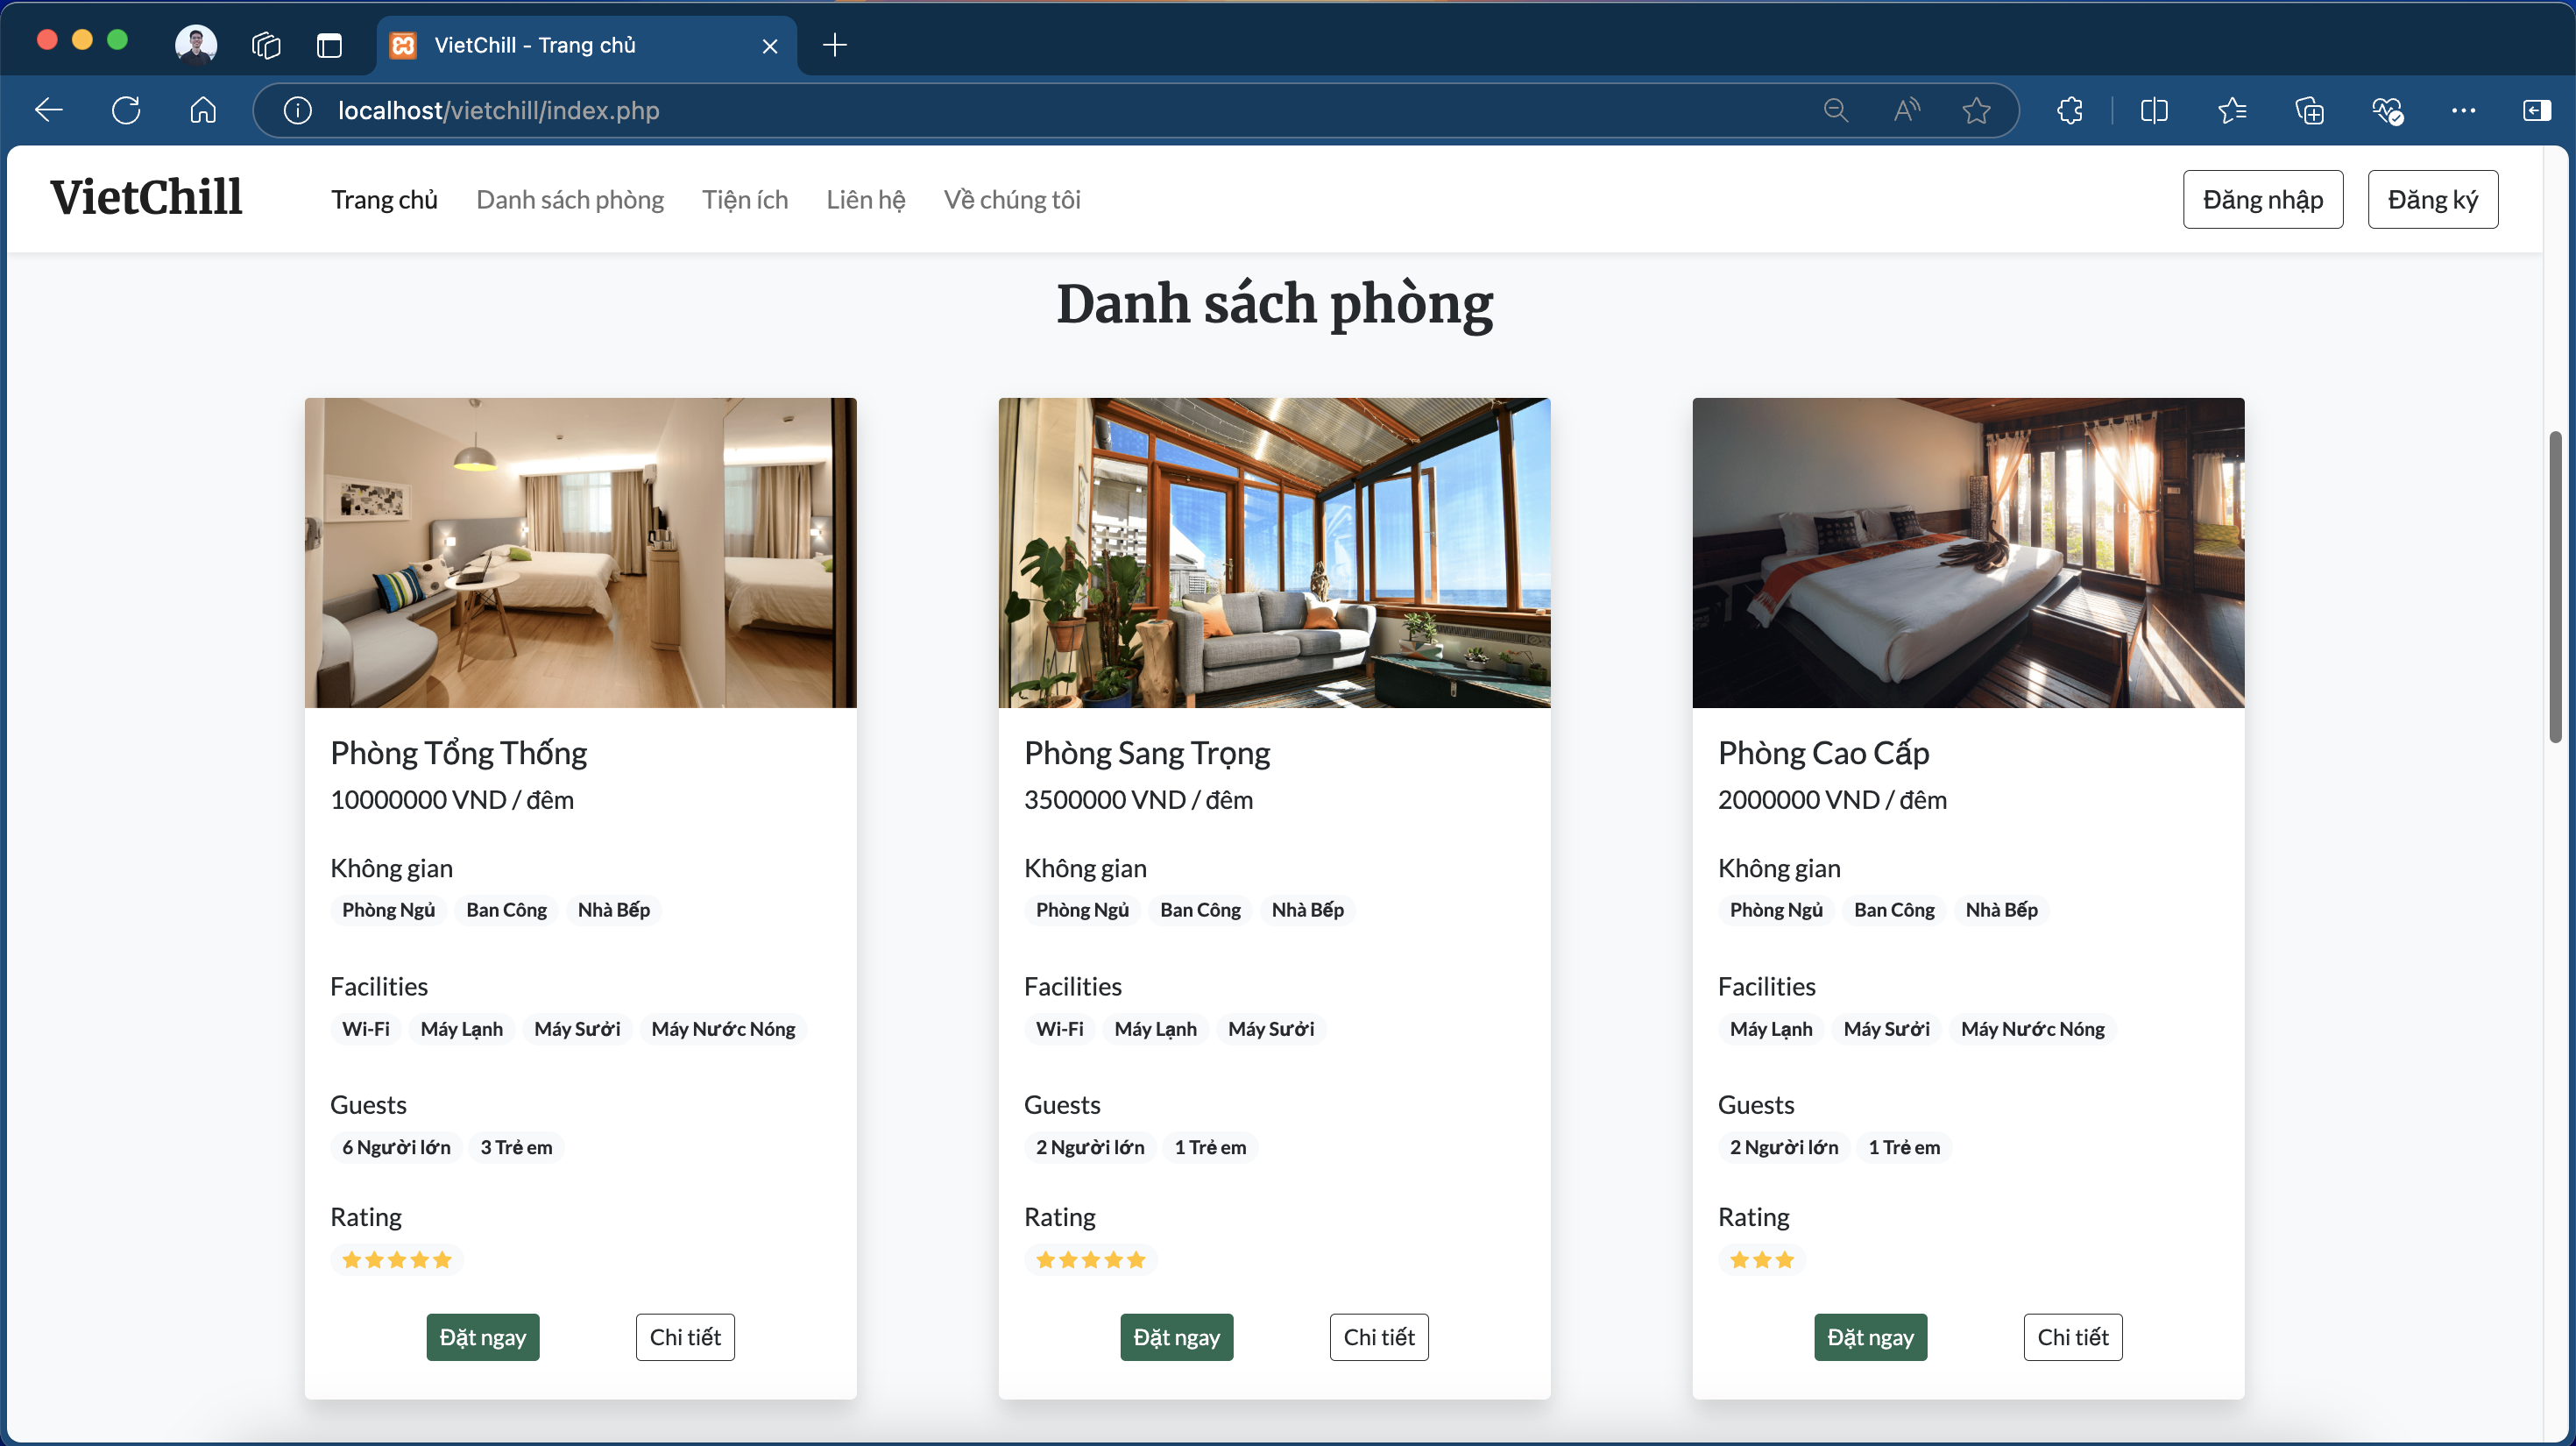 VietChill - Trang chủ
localhost/vietchill/index.php
VietChill Trang chủ Danh sách phòng Tiện ích Liên hệ Về chúng tôi Đăng nhập Đăng ký
Danh sách phòng
Phòng Tổng Thống
10000000 VND / đêm
Không gian
Phòng Ngủ Ban Công Nhà Bếp
Facilities
Wi-Fi Máy Lạnh Máy Sưởi Máy Nước Nóng
Guests
6 Người lớn 3 Trẻ em
Rating
Đặt ngay Chi tiết
Phòng Sang Trọng
3500000 VND / đêm
Không gian
Phòng Ngủ Ban Công Nhà Bếp
Facilities
Wi-Fi Máy Lạnh Máy Sưởi
Guests
2 Người lớn 1 Trẻ em
Rating
Đặt ngay Chi tiết
Phòng Cao Cấp
2000000 VND / đêm
Không gian
Phòng Ngủ Ban Công Nhà Bếp
Facilities
Máy Lạnh Máy Sưởi Máy Nước Nóng
Guests
2 Người lớn 1 Trẻ em
Rating
Đặt ngay Chi tiết